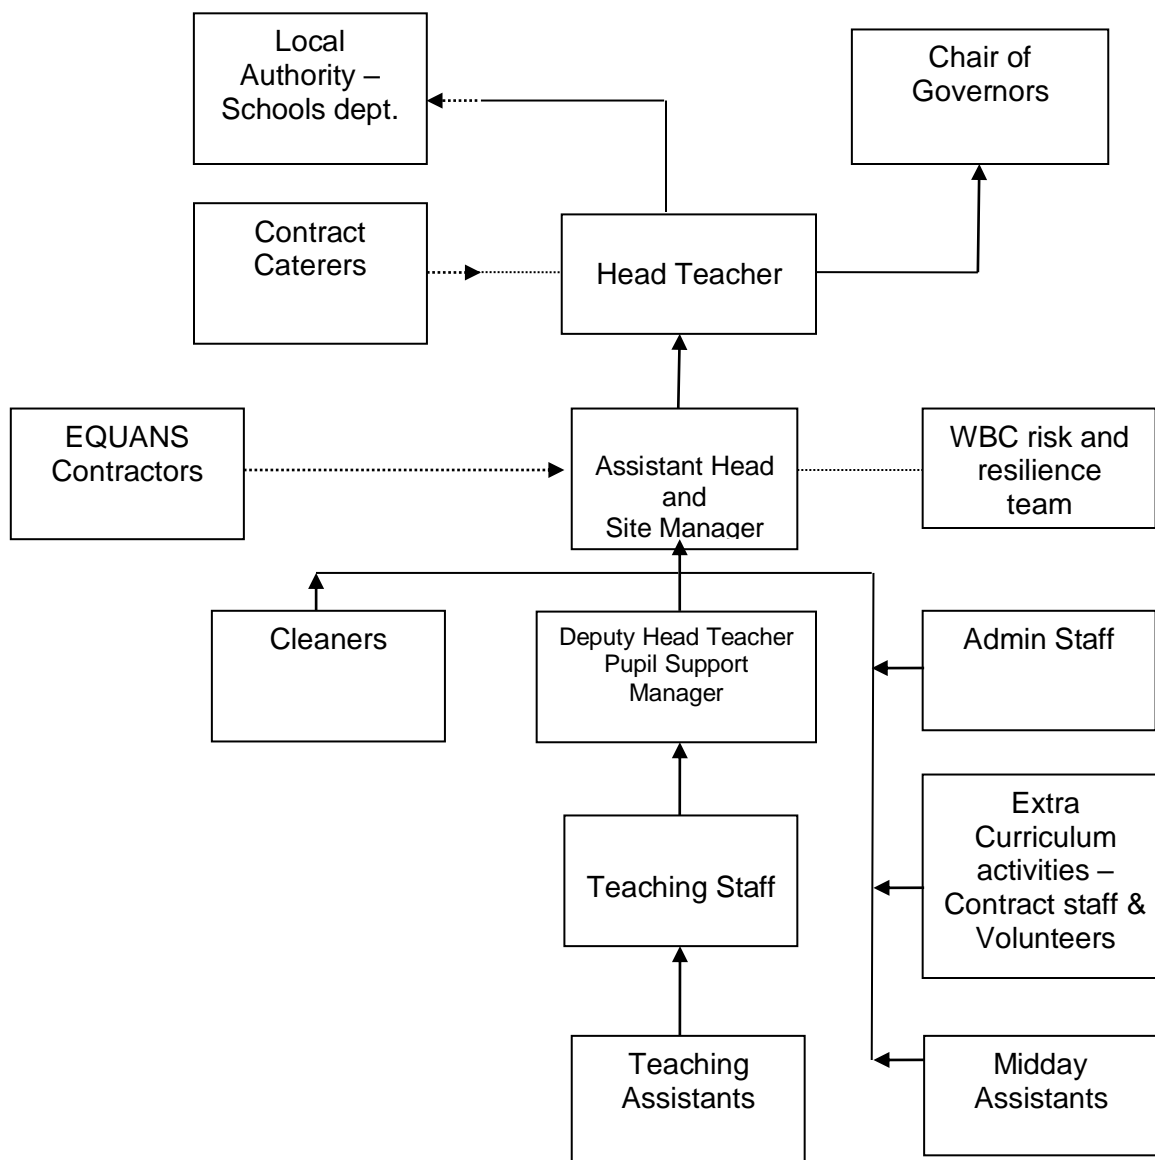 Local
Authority –
Schools dept.
Chair of
Governors
Contract
Caterers
Head Teacher
EQUANS
Contractors
Assistant Head
and
Site Manager
WBC risk and
resilience
team
Cleaners
Deputy Head Teacher
Pupil Support
Manager
Admin Staff
Extra
Curriculum
activities –
Contract staff &
Volunteers
Teaching Staff
Teaching
Assistants
Midday
Assistants